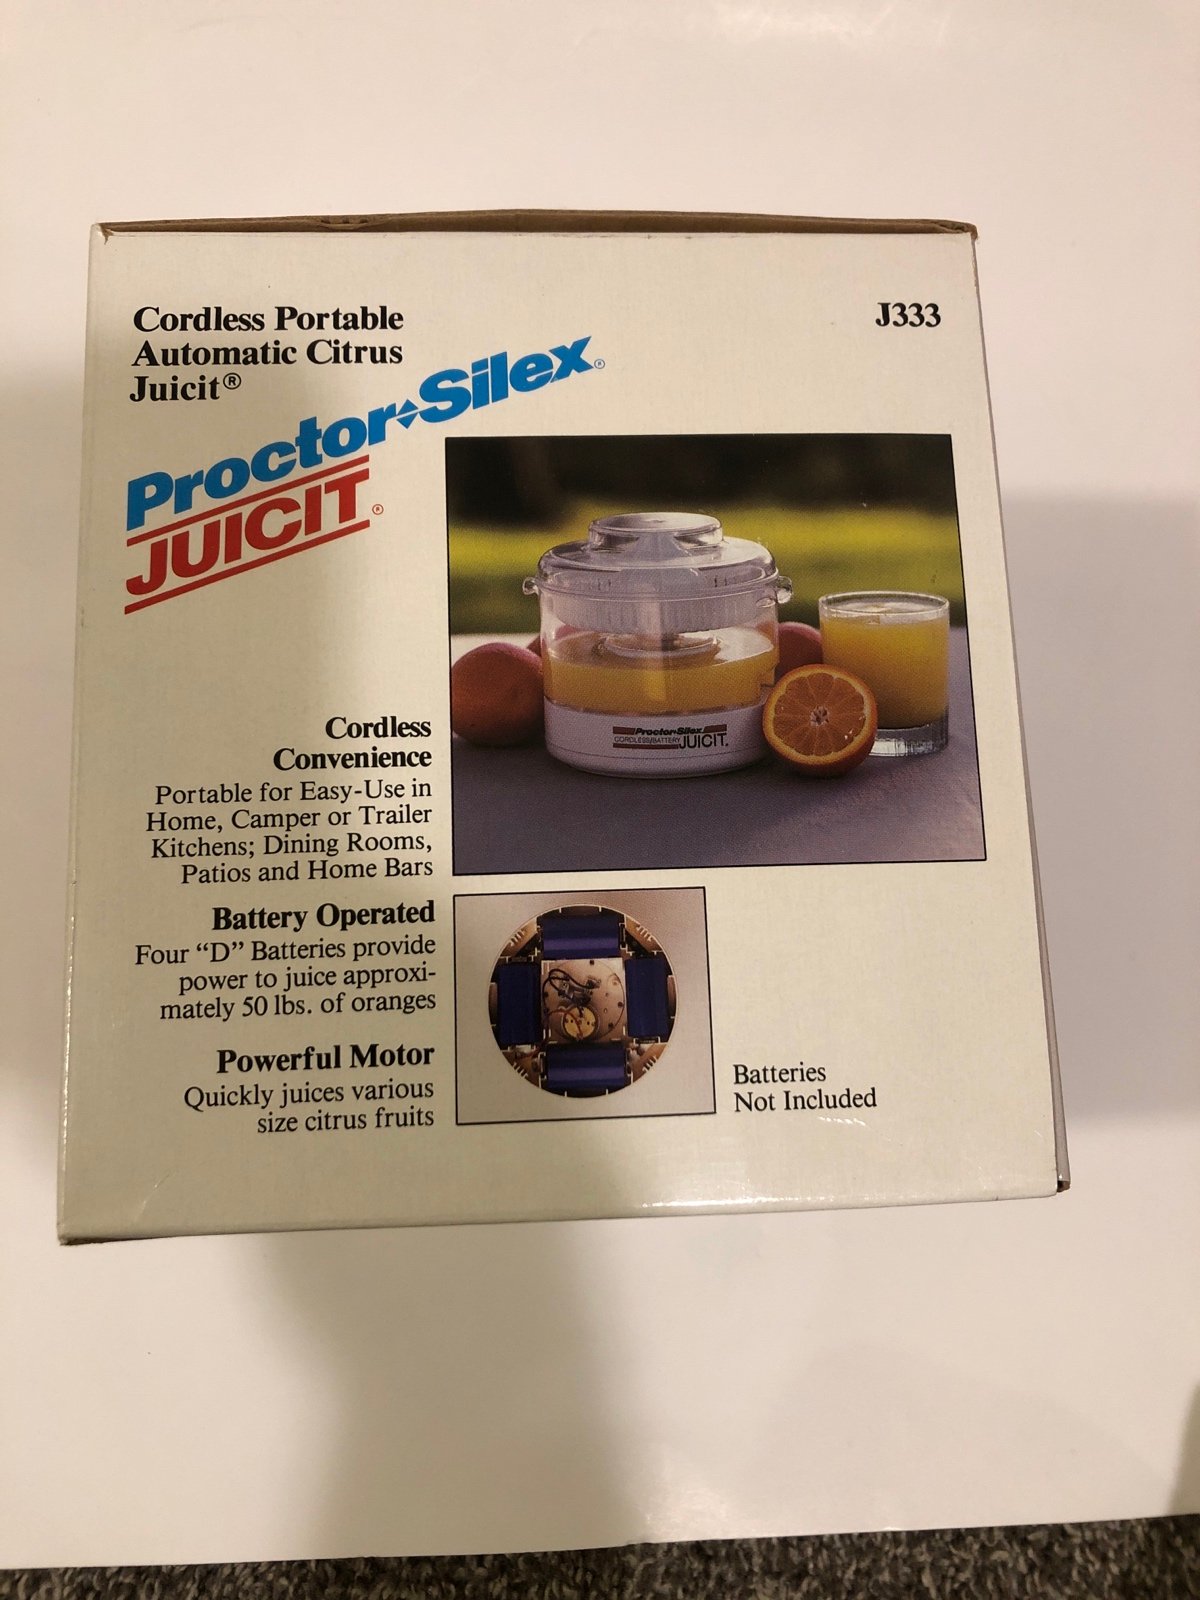 Cordless Portable
Automatic Citrus
Juicit®
J333
Proctor-Silex®
JUICIT®
Proctor-Silex
CORDLESS/BATTERY JUICIT.
Cordless
Convenience
Portable for Easy-Use in
Home, Camper or Trailer
Kitchens; Dining Rooms,
Patios and Home Bars
Battery Operated
Four “D” Batteries provide
power to juice approxi-
mately 50 lbs. of oranges
Powerful Motor
Quickly juices various
size citrus fruits
Batteries
Not Included